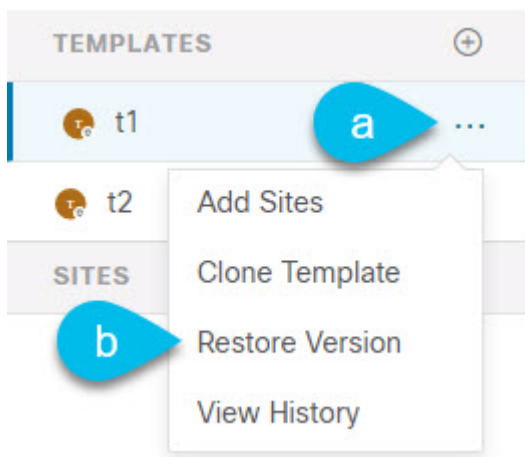 TEMPLATES
t1
a
...
t2
Add Sites
SITES
Clone Template
b
Restore Version
View History